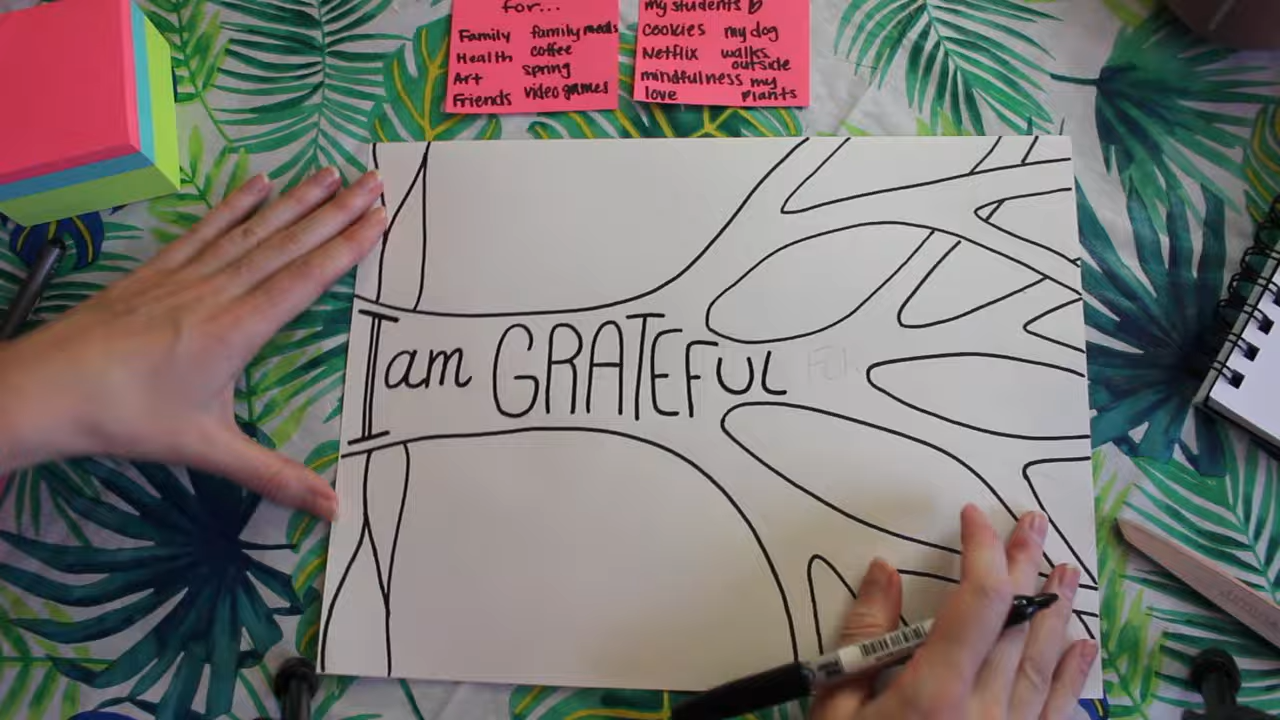 for...
Family family meals
Health coffee
Art spring
Friends video games
my students
cookies my dog
Netflix walks outside
mindfulness my plants
love
I am GRATEFUL